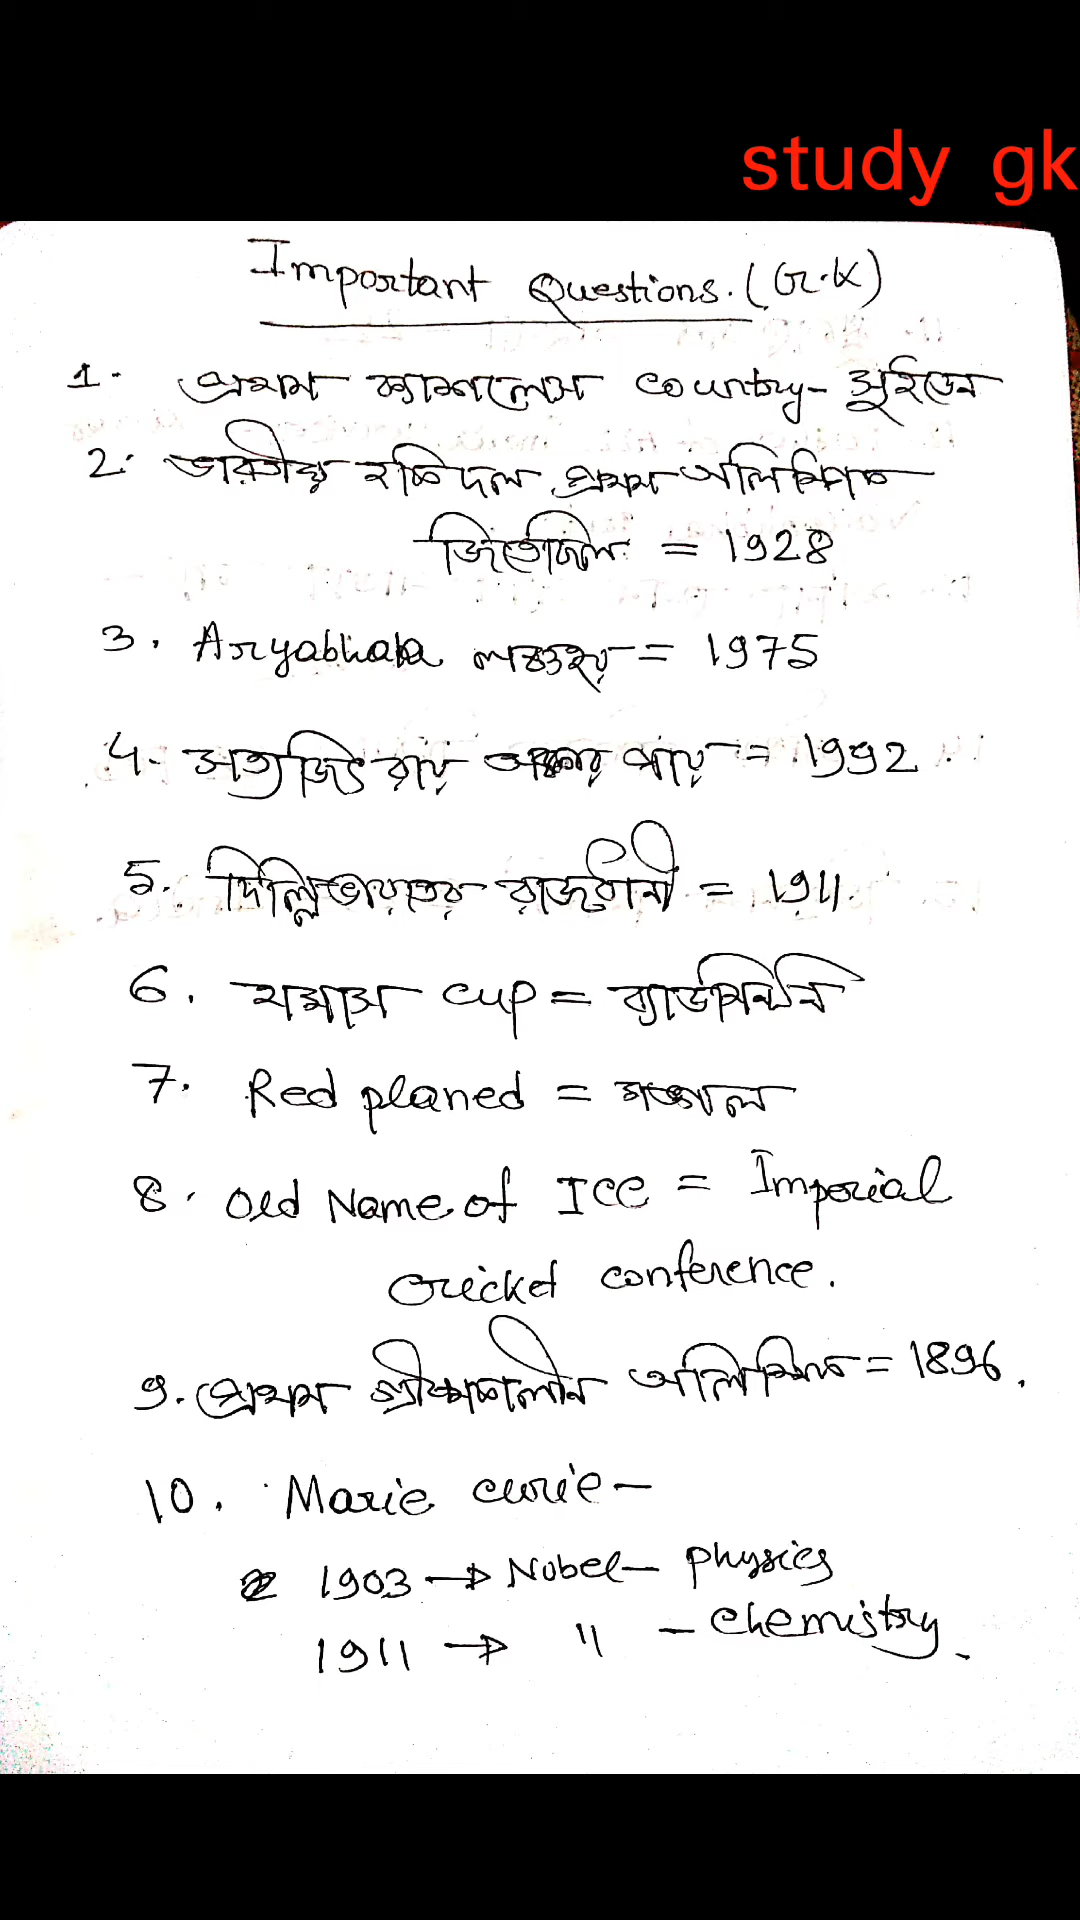 study gk
Important Questions. (G.K)
1. প্রথম ক্যাশলেস country - সুইডেন
2. ভারতীয় হকিদল প্রথম অলিম্পিক
জিতেছিল = 1928
3. Aryabhata লঞ্চহয় = 1975
4. সত্যজিৎ রায় অস্কার পায় = 1992
5. দিল্লি ভারতের রাজধানী = 1911.
6. থমাস cup = ব্যাডমিন্টন
7. Red planed = মঙ্গল
8. Old Name of ICC = Imperial
cricket conference.
9. প্রথম গ্রীষ্মকালীন অলিম্পিক = 1896.
10. Marie curie -
1903 → Nobel - physics
1911 → " - chemistry.